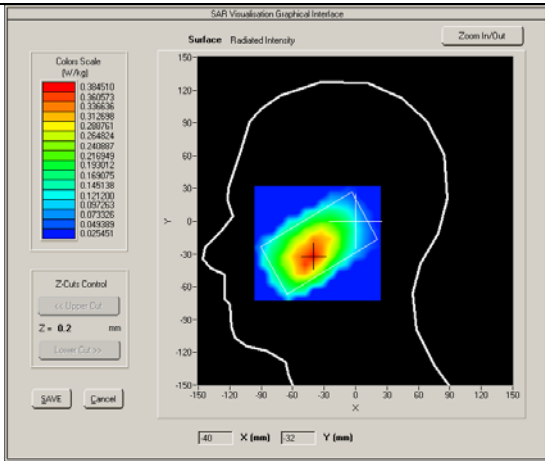 SAR Visualisation Graphical Interface
Surface Radiated Intensity
Zoom In/Out
Colors Scale
(W/kg)
0.384510
0.360573
0.336636
0.312698
0.288761
0.264824
0.240887
0.216949
0.193012
0.169075
0.145138
0.121200
0.097263
0.073326
0.049389
0.025451
Z-Cuts Control
<< Upper Cut
Z = 0.2 mm
Lower Cut >>
SAVE Cancel
150
120
90
60
30
0
-30
-60
-90
-120
-150
Y
-150 -120 -90 -60 -30 0 30 60 90 120 150
X
-40 X (mm) -32 Y (mm)